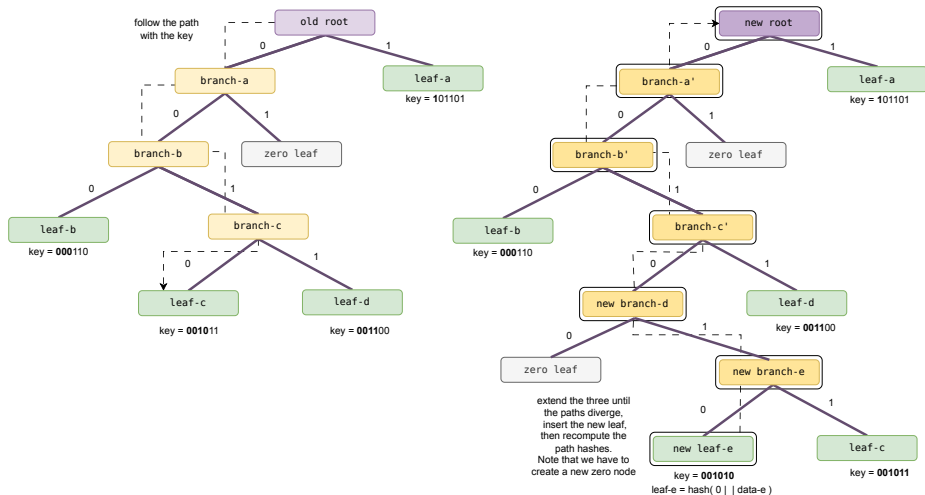 follow the path
with the key
old root
0
1
branch-a
leaf-a
key = 101101
0
1
branch-b
zero leaf
0
1
leaf-b
key = 000110
branch-c
0
1
leaf-c
key = 001011
leaf-d
key = 001100
new root
0
1
branch-a'
leaf-a
key = 101101
0
1
branch-b'
zero leaf
0
1
leaf-b
key = 000110
branch-c'
0
1
new branch-d
leaf-d
key = 001100
0
1
zero leaf
new branch-e
extend the three until
the paths diverge,
insert the new leaf,
then recompute the
path hashes.
Note that we have to
create a new zero node
0
1
new leaf-e
key = 001010
leaf-e = hash( 0 | | data-e )
leaf-c
key = 001011